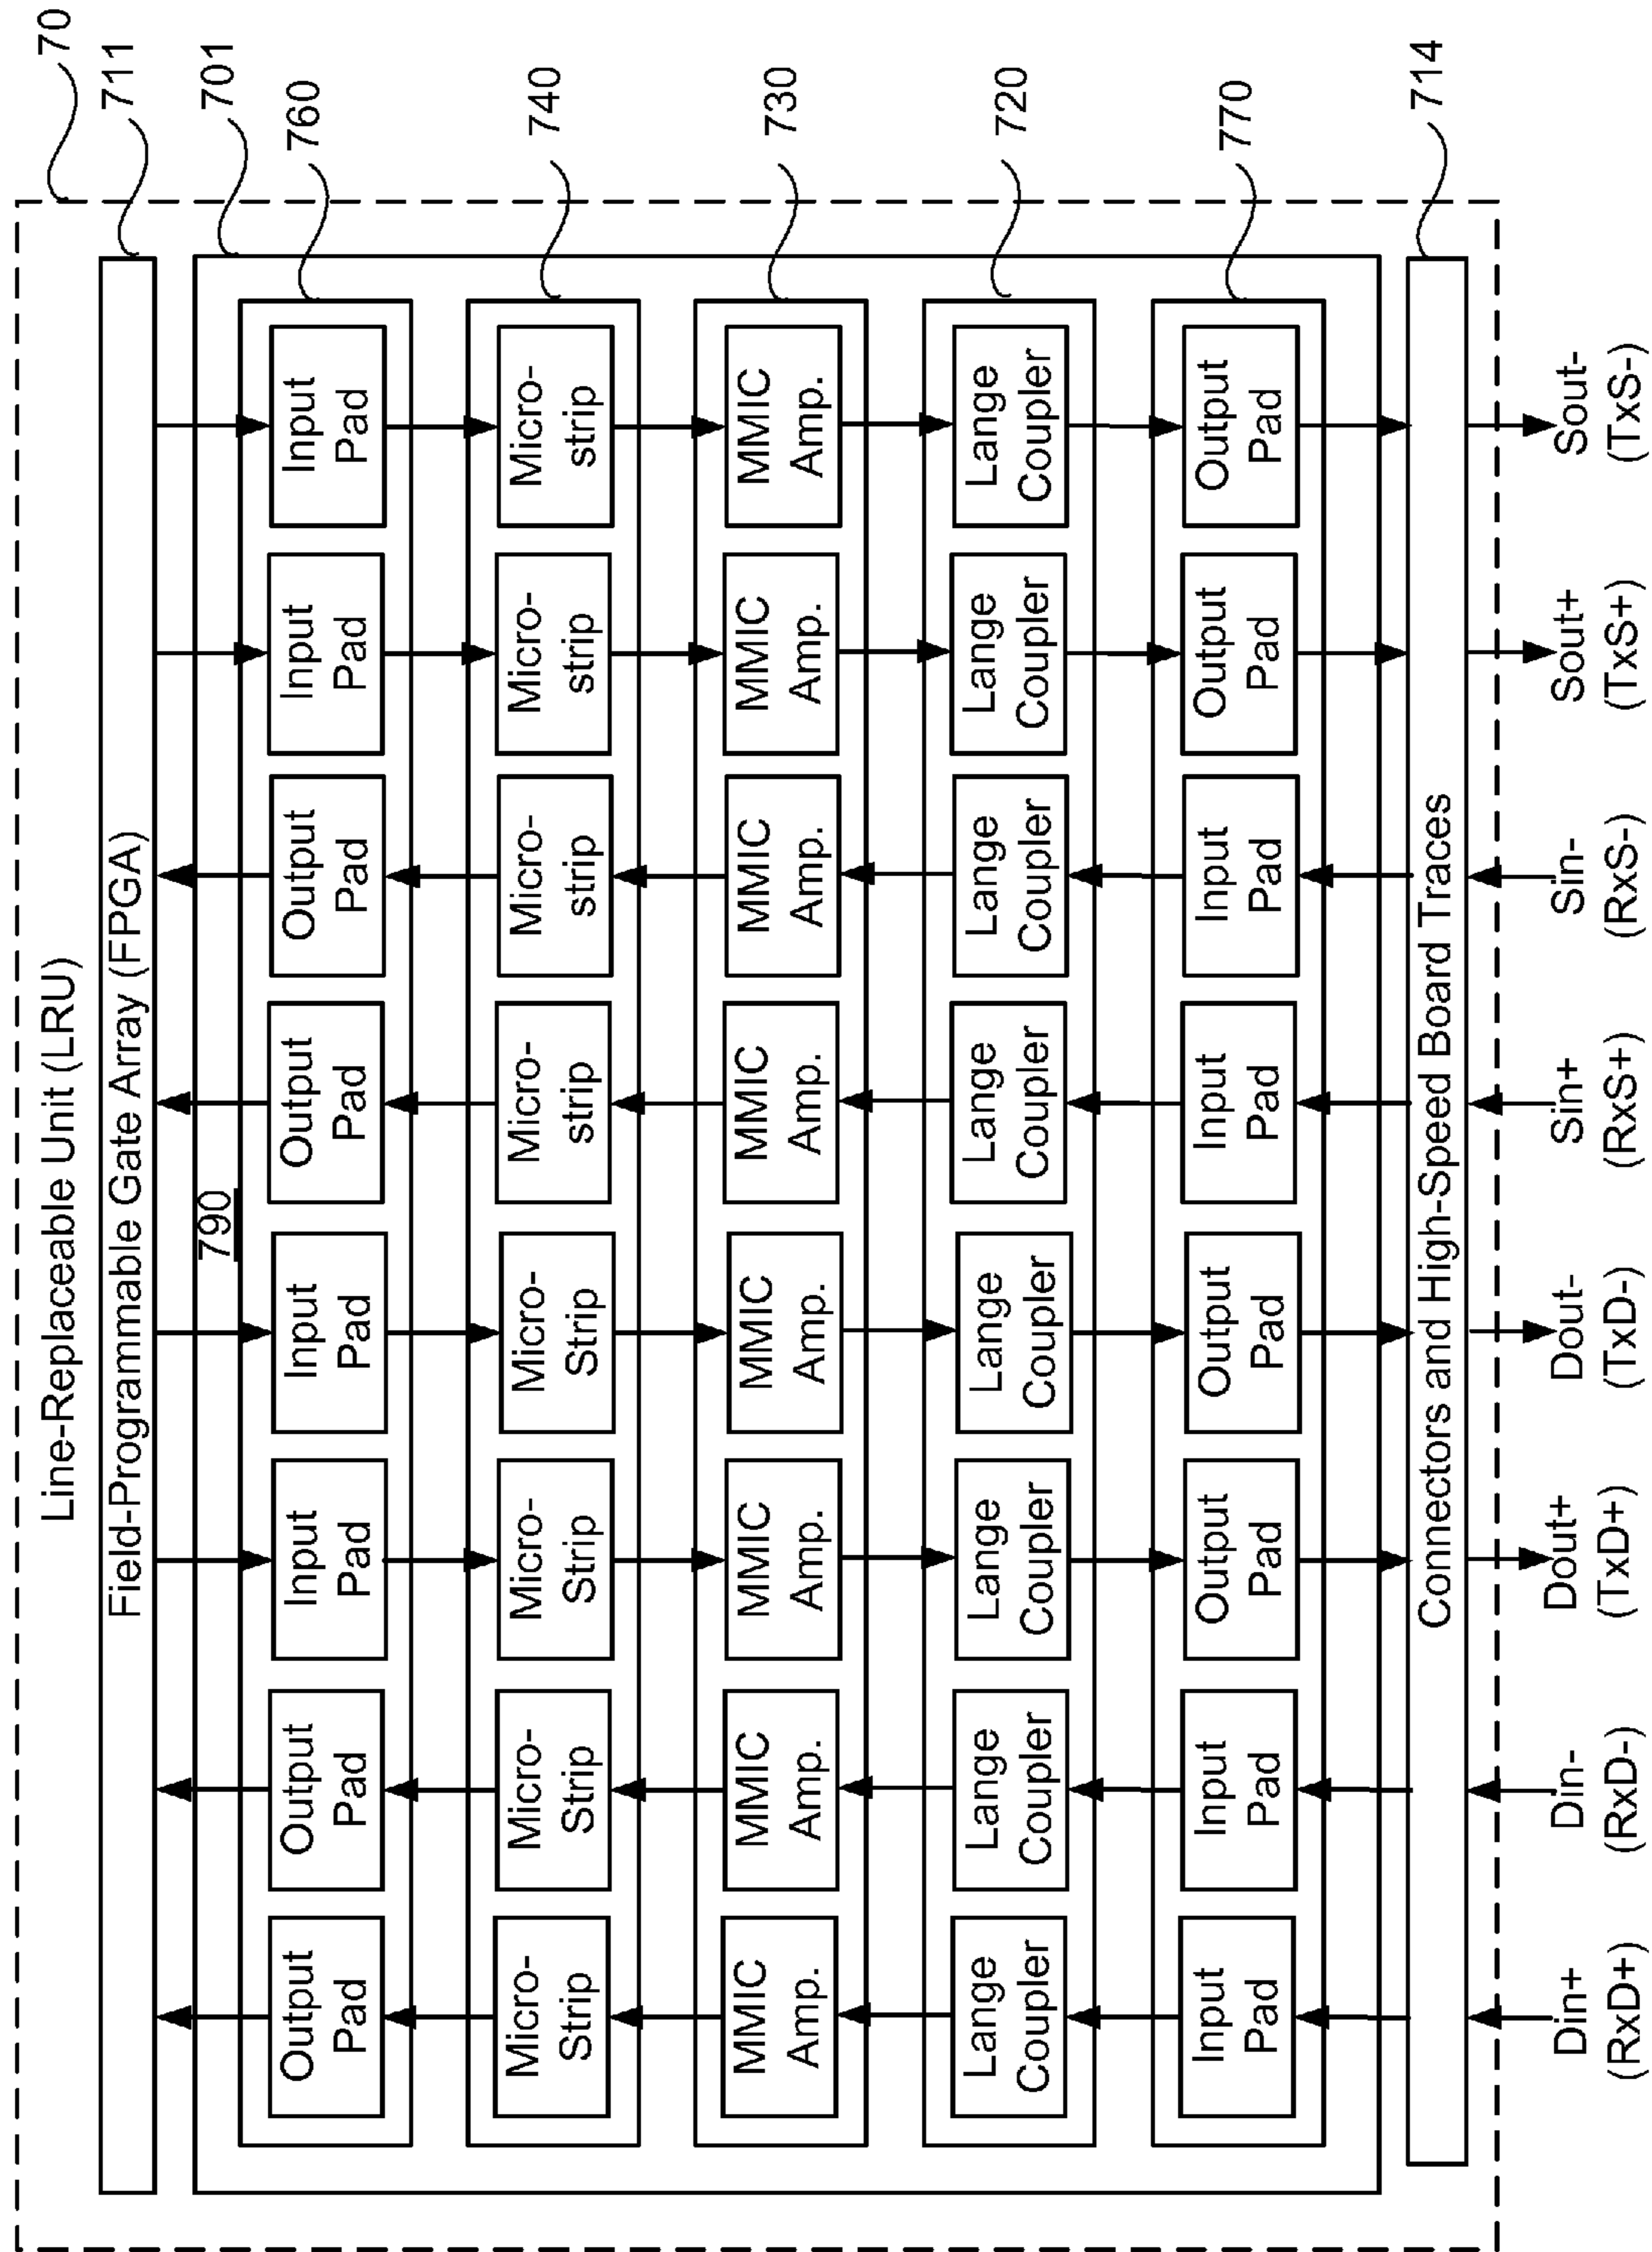 Line-Replaceable Unit (LRU)
70
Field-Programmable Gate Array (FPGA)
711
790
701
Output
Pad
Output
Pad
Input
Pad
Input
Pad
Output
Pad
Output
Pad
Input
Pad
Input
Pad
760
Micro-
Strip
Micro-
Strip
Micro-
Strip
Micro-
Strip
Micro-
strip
Micro-
strip
Micro-
strip
Micro-
strip
740
MMIC
Amp.
MMIC
Amp.
MMIC
Amp.
MMIC
Amp.
MMIC
Amp.
MMIC
Amp.
MMIC
Amp.
MMIC
Amp.
730
Lange
Coupler
Lange
Coupler
Lange
Coupler
Lange
Coupler
Lange
Coupler
Lange
Coupler
Lange
Coupler
Lange
Coupler
720
Input
Pad
Input
Pad
Output
Pad
Output
Pad
Input
Pad
Input
Pad
Output
Pad
Output
Pad
770
Connectors and High-Speed Board Traces
714
Din+
(RxD+)
Din-
(RxD-)
Dout+
(TxD+)
Dout-
(TxD-)
Sin+
(RxS+)
Sin-
(RxS-)
Sout+
(TxS+)
Sout-
(TxS-)